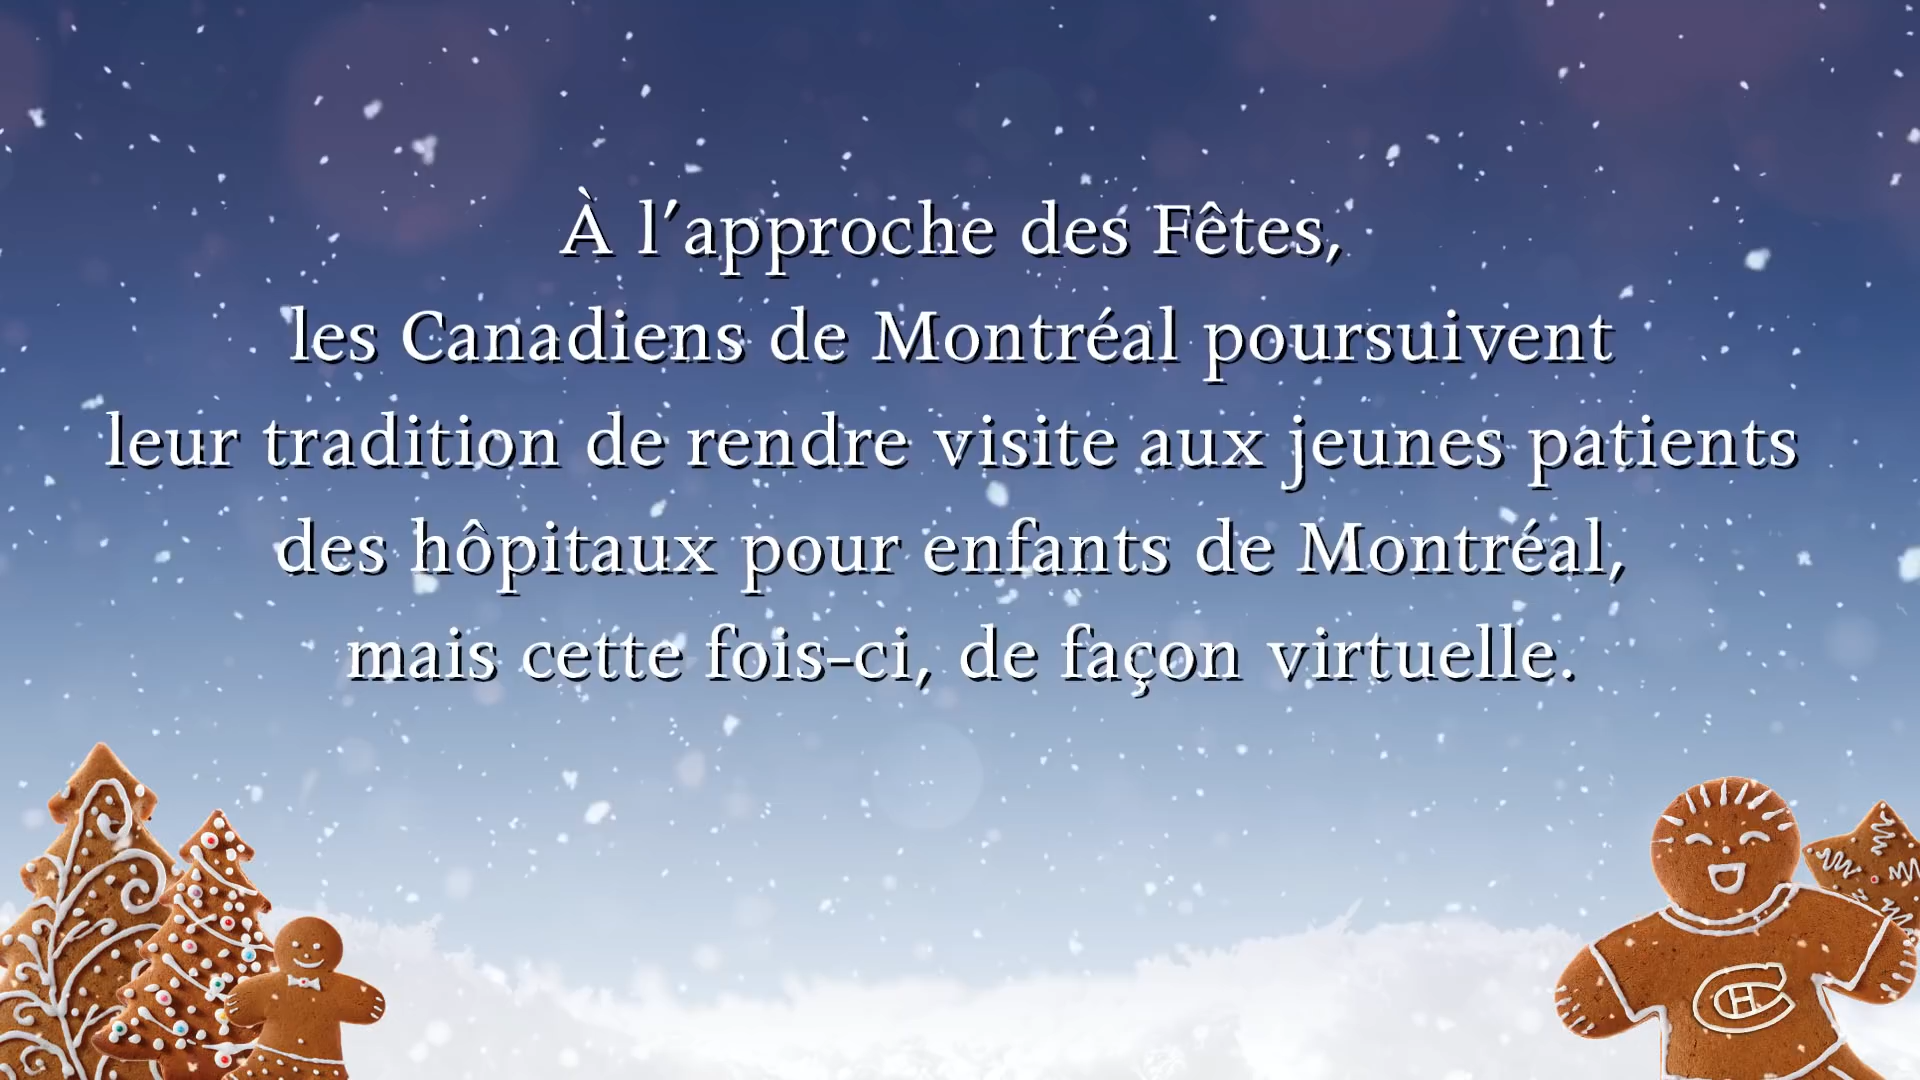 À l'approche des Fêtes,
les Canadiens de Montréal poursuivent
leur tradition de rendre visite aux jeunes patients
des hôpitaux pour enfants de Montréal,
mais cette fois-ci, de façon virtuelle.
CH